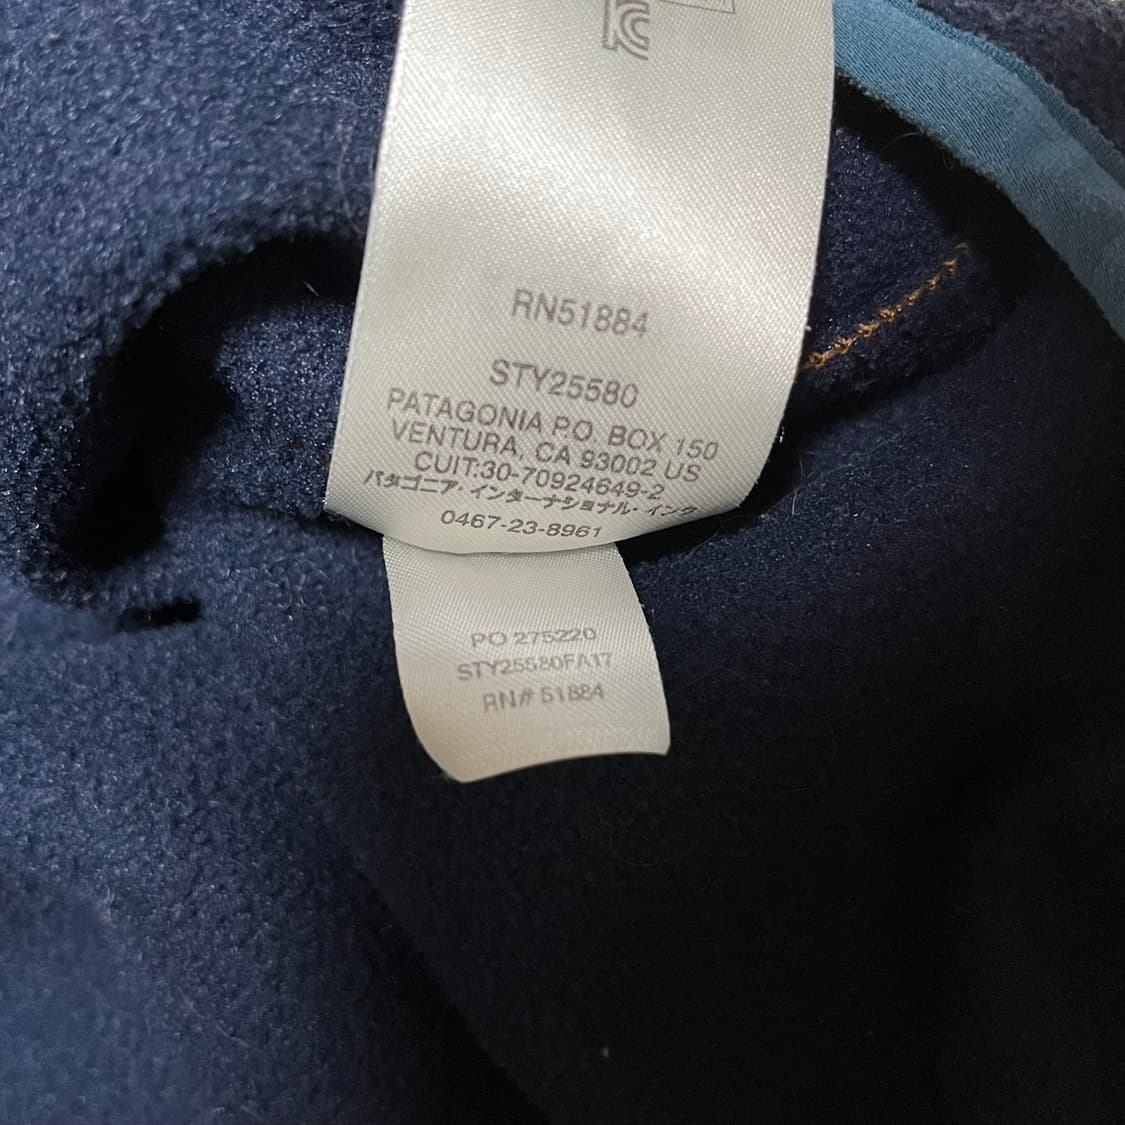 RN51884
STY25580
PATAGONIA P.O. BOX 150
VENTURA, CA 93002 US
CUIT:30-70924649-2
パタゴニア・インターナショナル・インク
0467-23-8961
PO 275220
STY25580FA17
RN# 51884